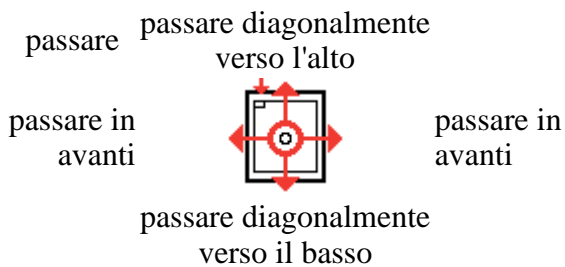 passare
passare diagonalmente
verso l'alto
passare in
avanti
passare in
avanti
passare diagonalmente
verso il basso